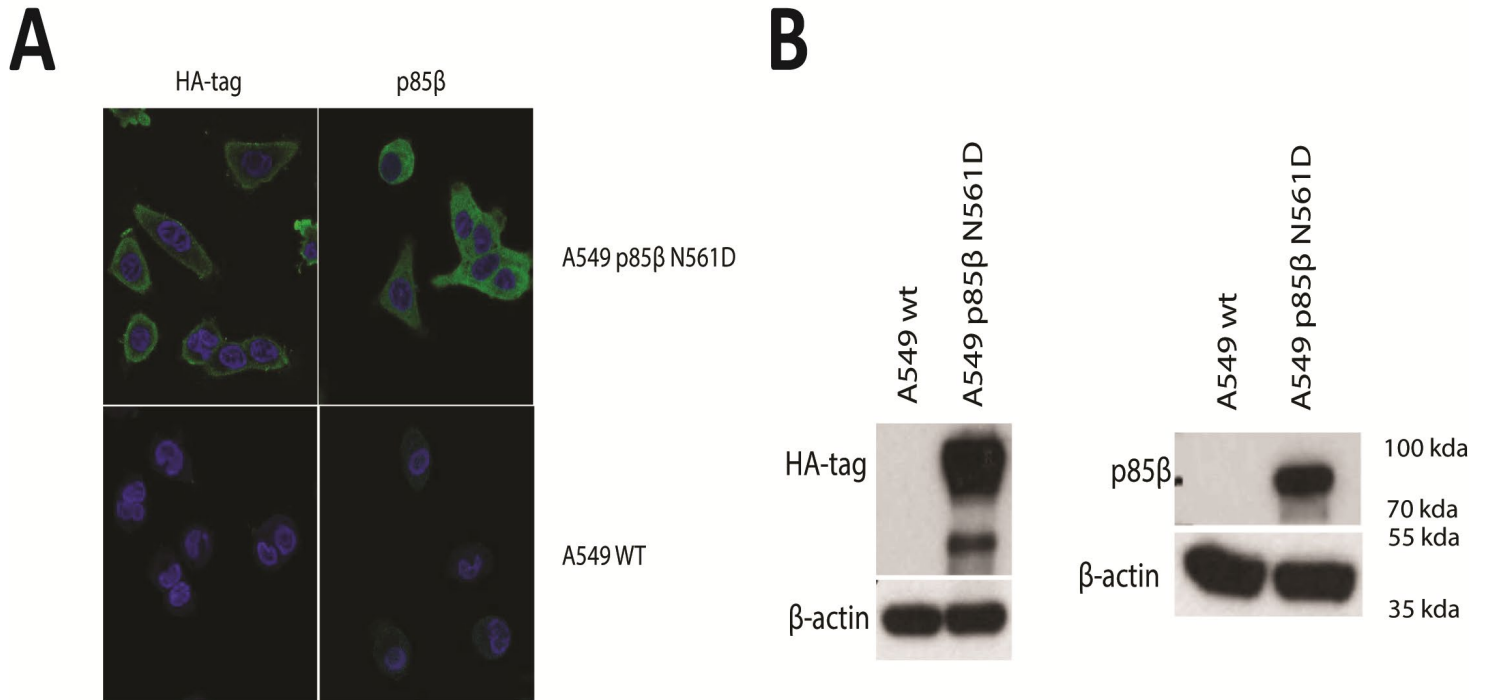 A
B
HA-tag
p85β
A549 p85β N561D
A549 WT
A549 wt
A549 p85β N561D
HA-tag
β-actin
A549 wt
A549 p85β N561D
p85β
β-actin
100 kda
70 kda
55 kda
35 kda